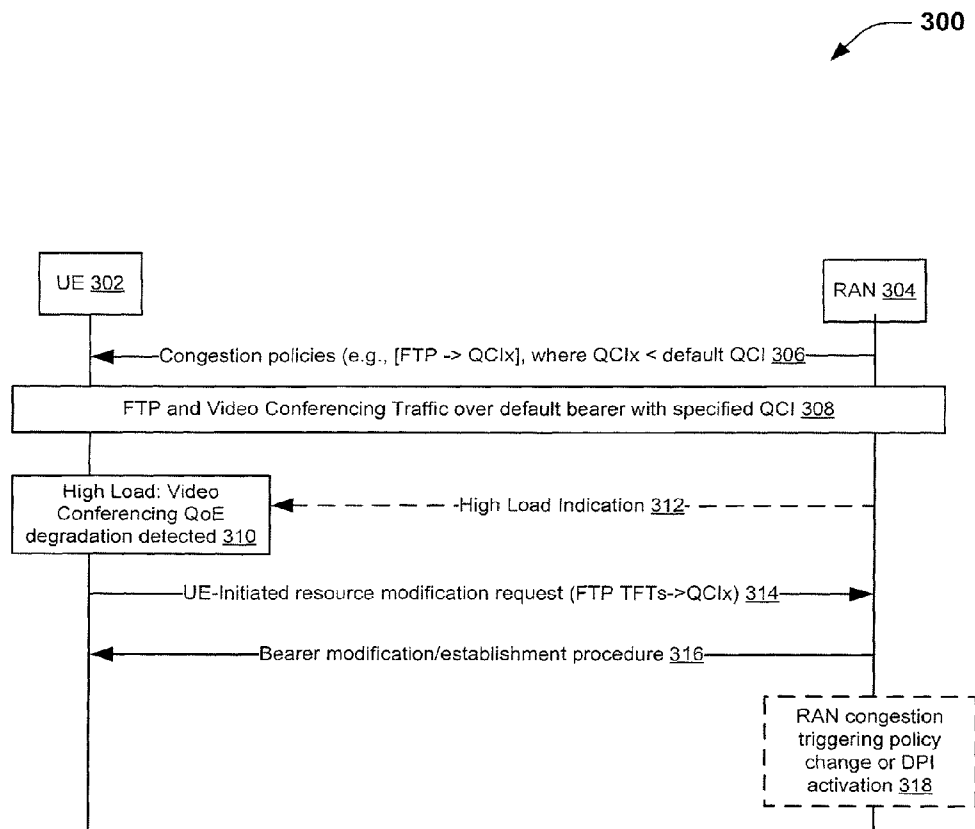 300
UE 302
RAN 304
Congestion policies (e.g., [FTP -> QCIx], where QCIx < default QCI 306
FTP and Video Conferencing Traffic over default bearer with specified QCI 308
High Load: Video
Conferencing QoE
degradation detected 310
High Load Indication 312
UE-Initiated resource modification request (FTP TFTs->QCIx) 314
Bearer modification/establishment procedure 316
RAN congestion
triggering policy
change or DPI
activation 318